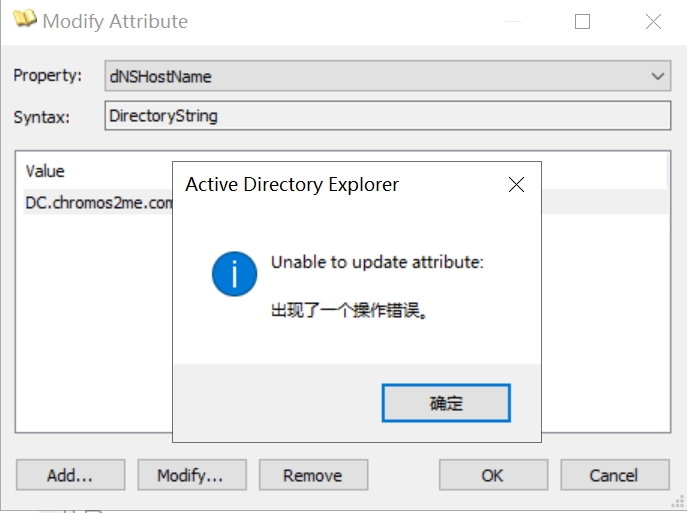 Modify Attribute
Property:
dNSHostName
Syntax:
DirectoryString
Value
DC.chromos2me.com
Active Directory Explorer
Unable to update attribute:
出现了一个操作错误。
确定
Add...
Modify...
Remove
OK
Cancel